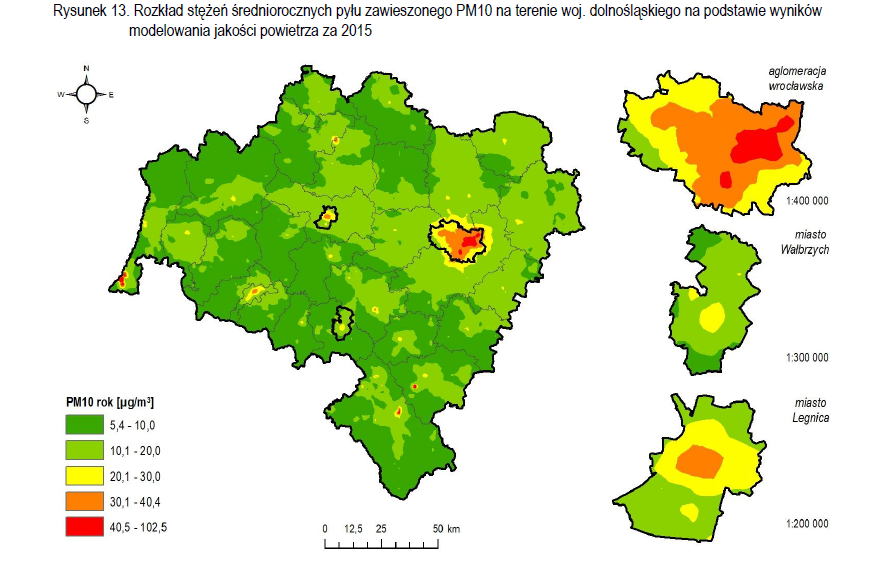 Rysunek 13. Rozkład stężeń średniorocznych pyłu zawieszonego PM10 na terenie woj. dolnośląskiego na podstawie wyników
modelowania jakości powietrza za 2015
N
W
E
S
aglomeracja
wrocławska
1:400 000
miasto
Wałbrzych
1:300 000
miasto
Legnica
1:200 000
PM10 rok [µg/m³]
5,4 - 10,0
10,1 - 20,0
20,1 - 30,0
30,1 - 40,4
40,5 - 102,5
0 12,5 25 50 km